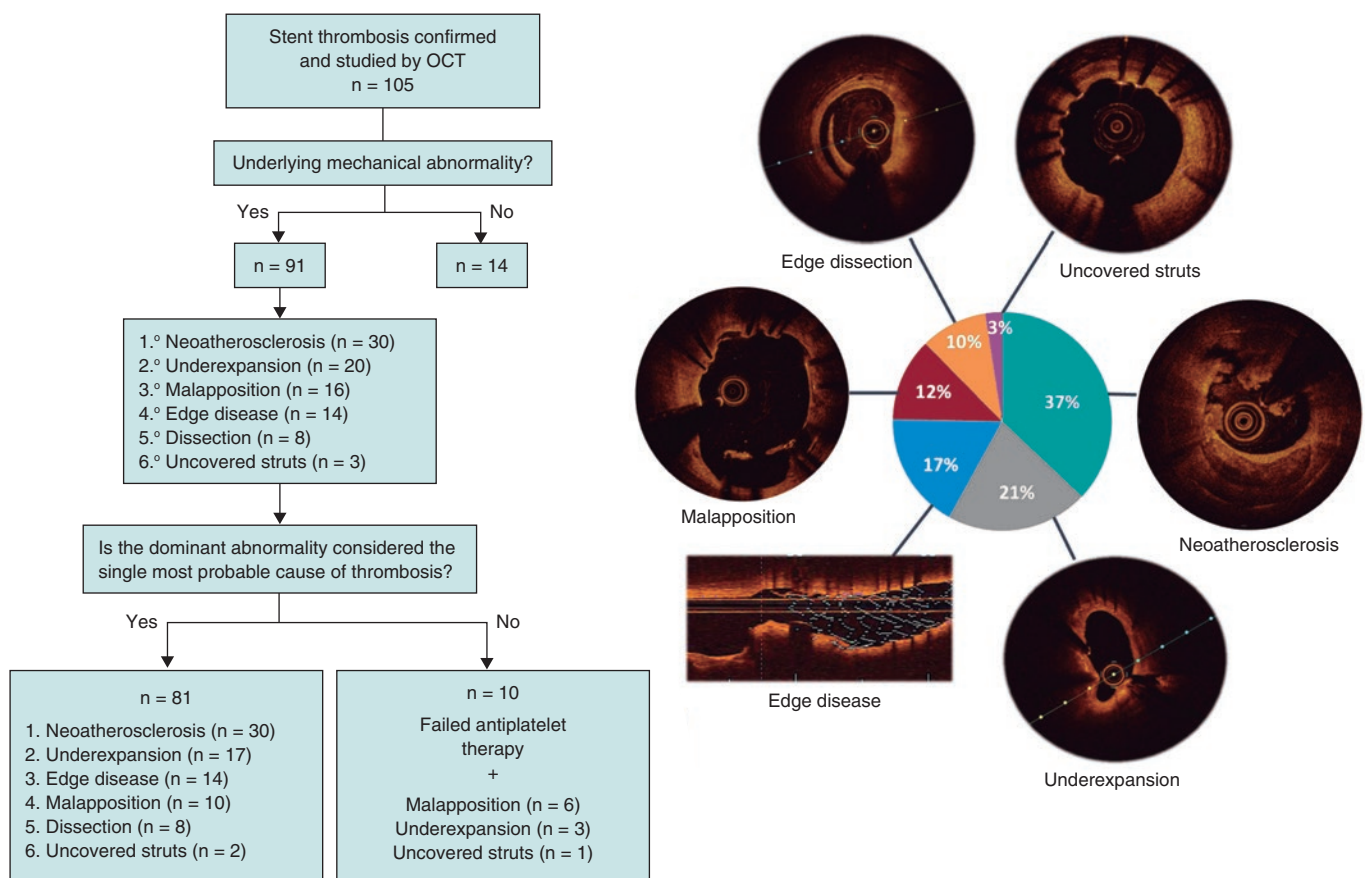 Stent thrombosis confirmed
and studied by OCT
n = 105
Underlying mechanical abnormality?
Yes
No
n = 91
n = 14
1.º Neoatherosclerosis (n = 30)
2.º Underexpansion (n = 20)
3.º Malapposition (n = 16)
4.º Edge disease (n = 14)
5.º Dissection (n = 8)
6.º Uncovered struts (n = 3)
Is the dominant abnormality considered the
single most probable cause of thrombosis?
Yes
No
n = 81
1. Neoatherosclerosis (n = 30)
2. Underexpansion (n = 17)
3. Edge disease (n = 14)
4. Malapposition (n = 10)
5. Dissection (n = 8)
6. Uncovered struts (n = 2)
n = 10
Failed antiplatelet
therapy
+
Malapposition (n = 6)
Underexpansion (n = 3)
Uncovered struts (n = 1)
Edge dissection
Uncovered struts
Malapposition
Neoatherosclerosis
Edge disease
Underexpansion
3%
10%
12%
37%
17%
21%